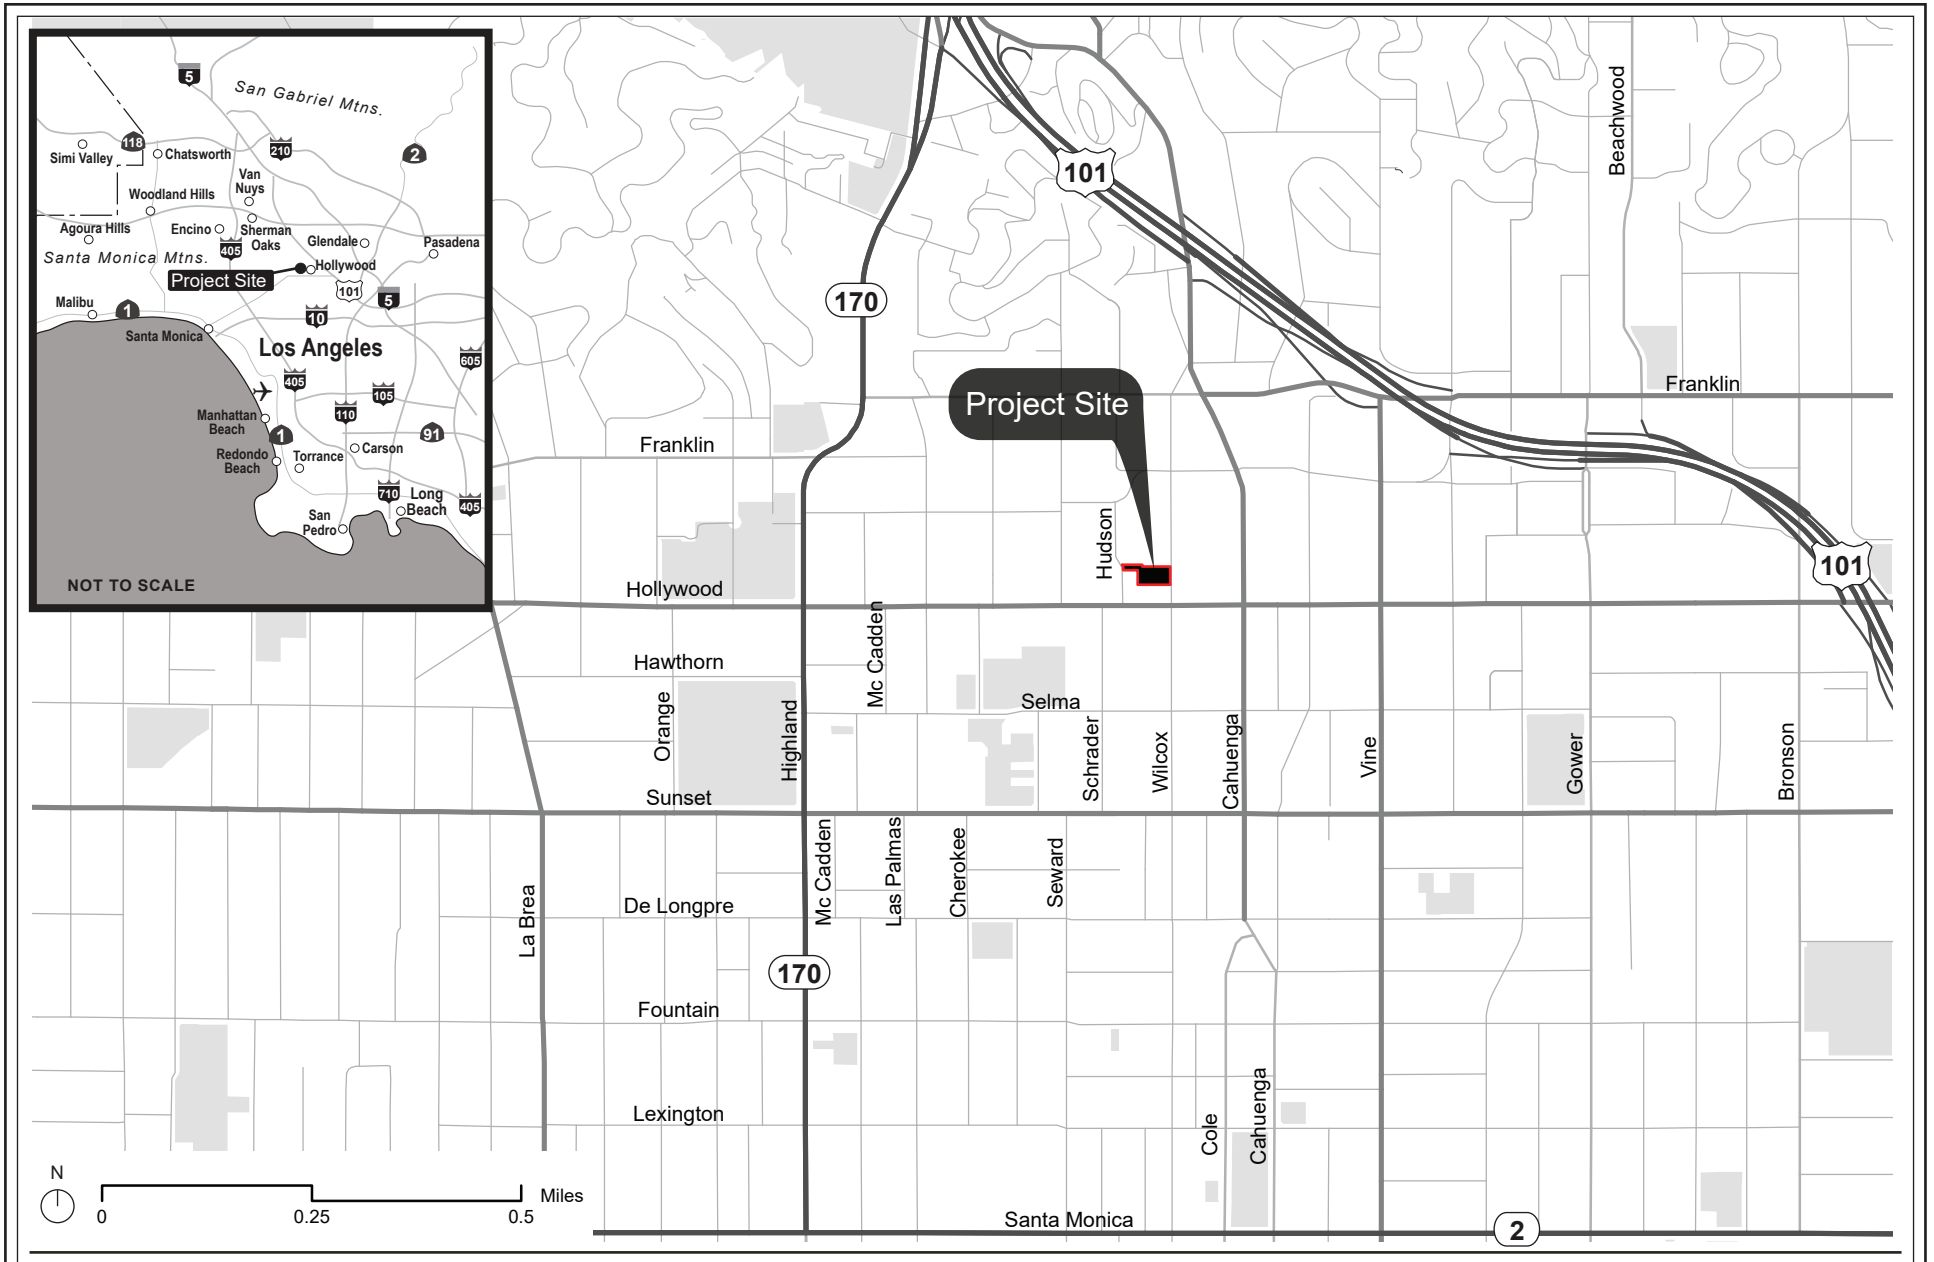 5
San Gabriel Mtns.
118
Simi Valley
Chatsworth
210
2
Van
Nuys
Woodland Hills
Agoura Hills
Encino
Sherman
Oaks
Glendale
Pasadena
405
Santa Monica Mtns.
Hollywood
Project Site
101
5
Malibu
1
10
Santa Monica
Los Angeles
605
405
105
110
Manhattan
Beach
1
91
Carson
Redondo
Beach
Torrance
710
Long
Beach
405
San
Pedro
NOT TO SCALE
101
Beachwood
170
Project Site
Franklin
Franklin
Hudson
101
Hollywood
Mc Cadden
Hawthorn
Selma
Orange
Highland
Schrader
Wilcox
Cahuenga
Vine
Gower
Bronson
Sunset
Mc Cadden
Las Palmas
Cherokee
Seward
La Brea
De Longpre
170
Fountain
Lexington
Cole
Cahuenga
Santa Monica
2
N
0
0.25
0.5
Miles